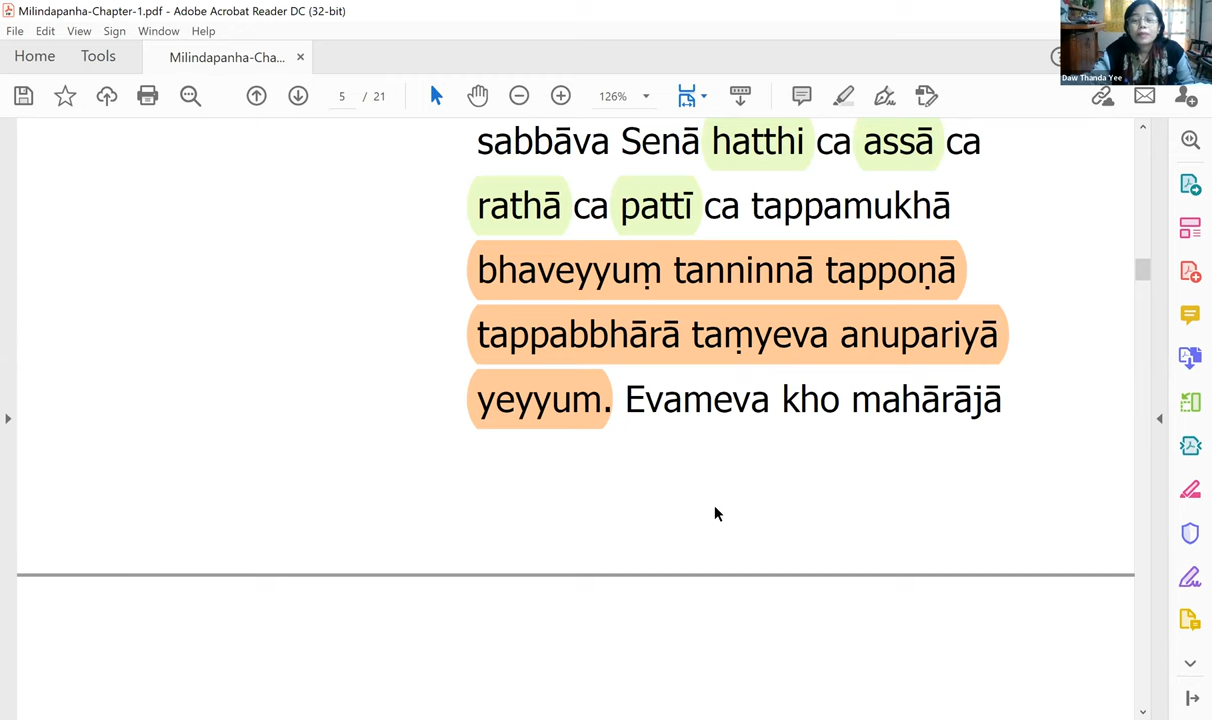 Milindapanha-Chapter-1.pdf - Adobe Acrobat Reader DC (32-bit)
File Edit View Sign Window Help
Home Tools Milindapanha-Cha... ×
5 / 21 126%
Daw Thanda Yee
sabbāva Senā hatthi ca assā ca
rathā ca pattī ca tappamukhā
bhaveyyuṃ tanninnā tappoṇā
tappabbhārā taṃyeva anupariyā
yeyyum. Evameva kho mahārājā